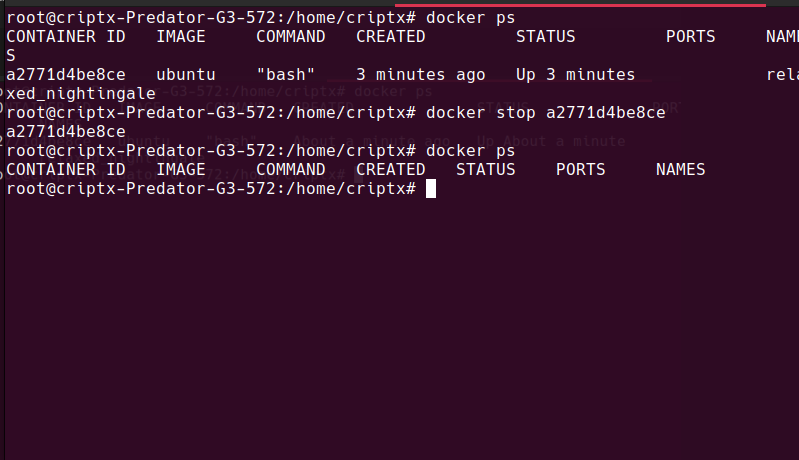 root@criptx-Predator-G3-572:/home/criptx# docker ps
CONTAINER ID   IMAGE     COMMAND   CREATED         STATUS         PORTS     NAME
S
a2771d4be8ce   ubuntu    "bash"    3 minutes ago   Up 3 minutes             rela
xed_nightingale
root@criptx-Predator-G3-572:/home/criptx# docker stop a2771d4be8ce
a2771d4be8ce
root@criptx-Predator-G3-572:/home/criptx# docker ps
CONTAINER ID   IMAGE     COMMAND   CREATED   STATUS    PORTS     NAMES
root@criptx-Predator-G3-572:/home/criptx#